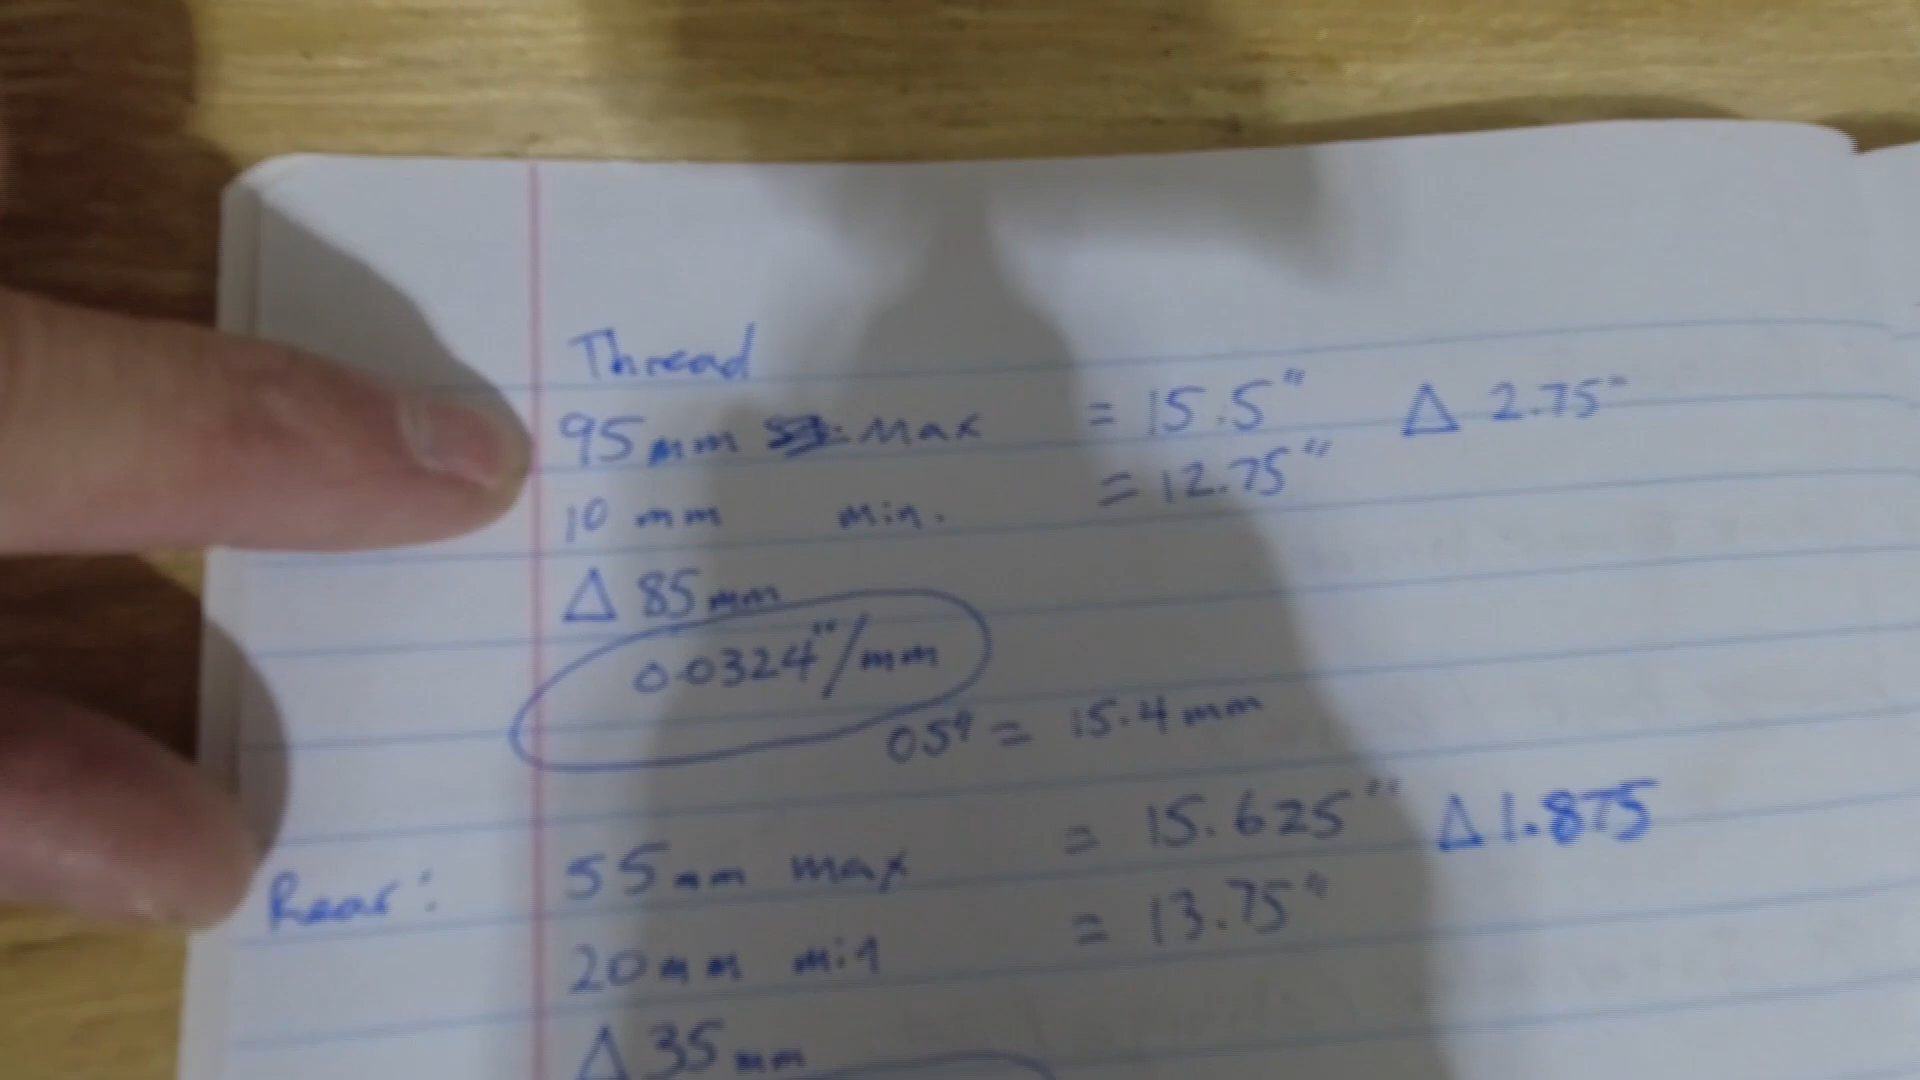 Thread
95mm Max = 15.5" Δ 2.75"
10 mm min. = 12.75"
Δ 85mm
0.0324"/mm
= 15.4mm
Rear: 55mm max = 15.625" Δ1.875
20mm min = 13.75"
Δ 35mm